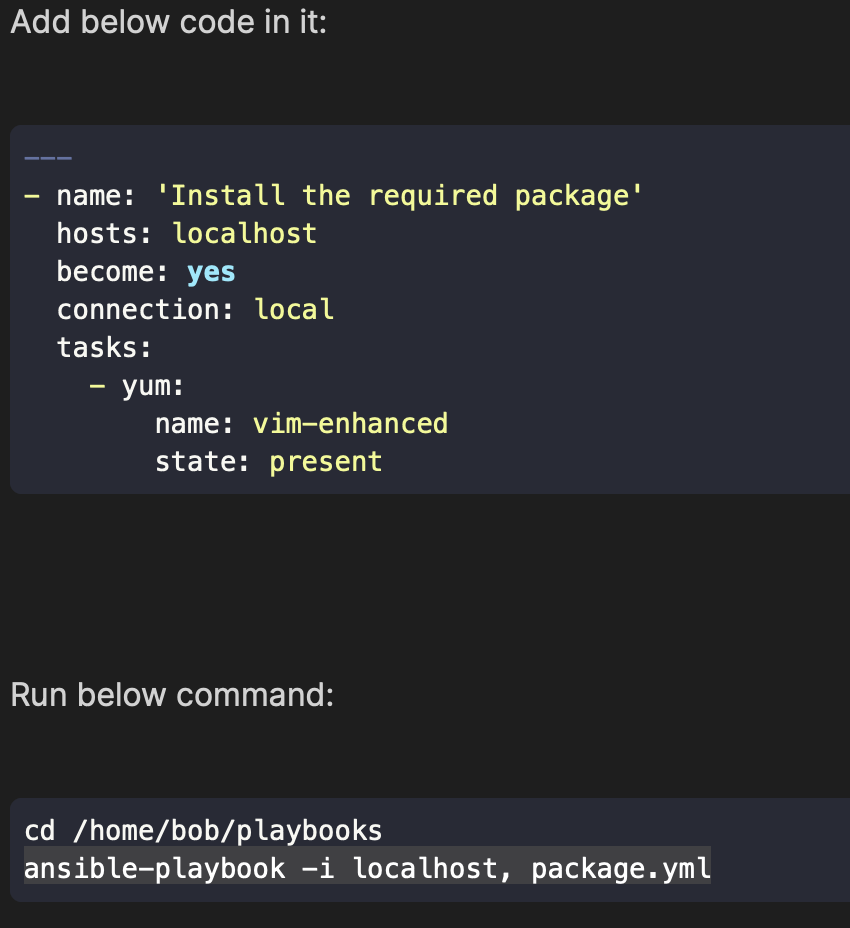 Add below code in it:
---
- name: 'Install the required package'
  hosts: localhost
  become: yes
  connection: local
  tasks:
    - yum:
        name: vim-enhanced
        state: present
Run below command:
cd /home/bob/playbooks
ansible-playbook -i localhost, package.yml